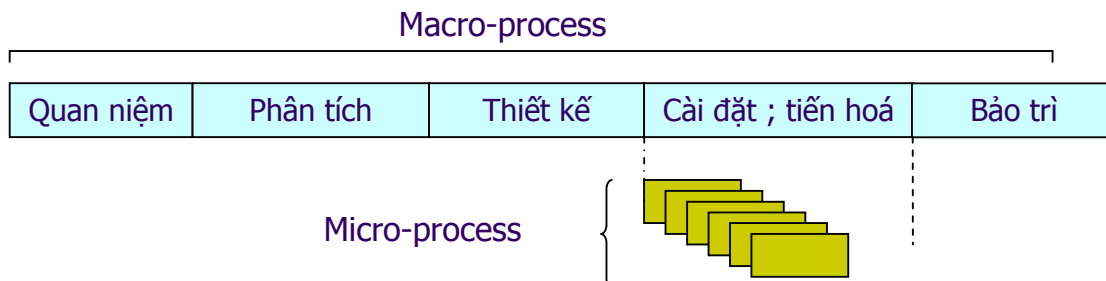 Macro-process
Quan niệm Phân tích Thiết kế Cài đặt ; tiến hoá Bảo trì
Micro-process